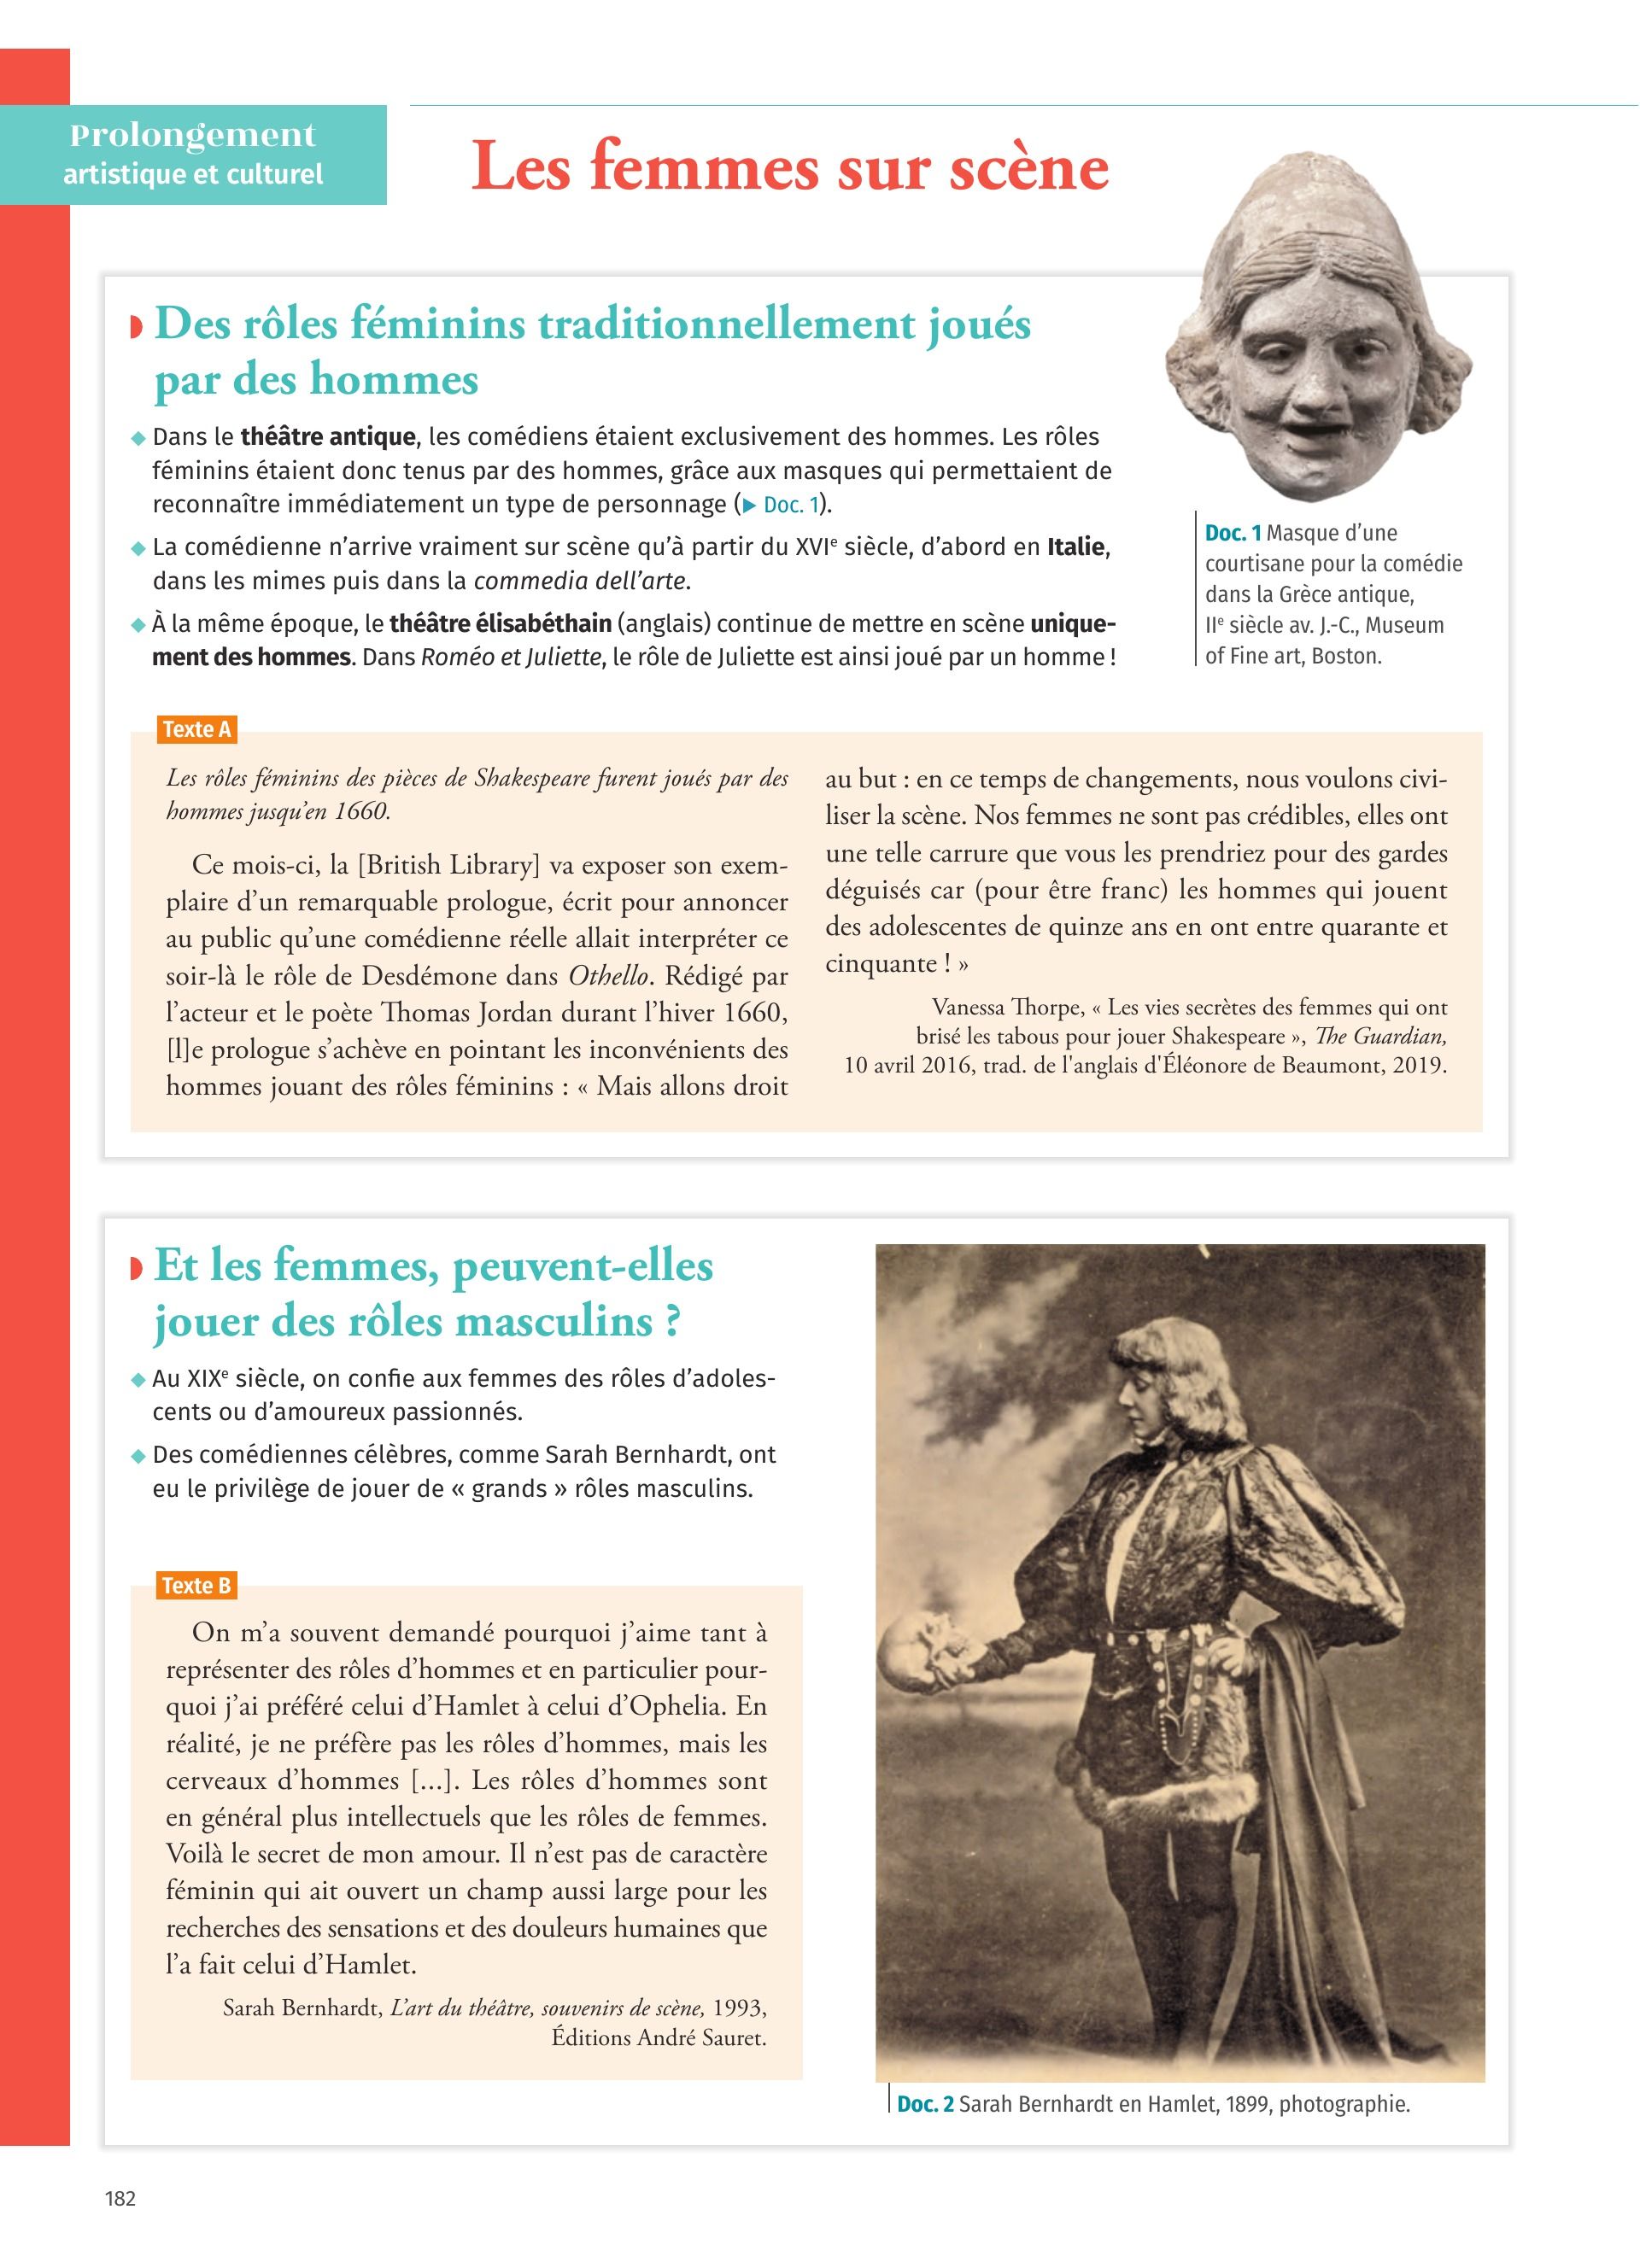 Prolongement
artistique et culturel
Les femmes sur scène
Des rôles féminins traditionnellement joués
par des hommes
Dans le théâtre antique, les comédiens étaient exclusivement des hommes. Les rôles
féminins étaient donc tenus par des hommes, grâce aux masques qui permettaient de
reconnaître immédiatement un type de personnage (▶ Doc. 1).
La comédienne n’arrive vraiment sur scène qu’à partir du XVIe siècle, d’abord en Italie,
dans les mimes puis dans la commedia dell’arte.
À la même époque, le théâtre élisabéthain (anglais) continue de mettre en scène unique-
ment des hommes. Dans Roméo et Juliette, le rôle de Juliette est ainsi joué par un homme !
Doc. 1 Masque d’une
courtisane pour la comédie
dans la Grèce antique,
IIe siècle av. J.-C., Museum
of Fine art, Boston.
Texte A
Les rôles féminins des pièces de Shakespeare furent joués par des
hommes jusqu’en 1660.
Ce mois-ci, la [British Library] va exposer son exem-
plaire d’un remarquable prologue, écrit pour annoncer
au public qu’une comédienne réelle allait interpréter ce
soir-là le rôle de Desdémone dans Othello. Rédigé par
l’acteur et le poète Thomas Jordan durant l’hiver 1660,
[l]e prologue s’achève en pointant les inconvénients des
hommes jouant des rôles féminins : « Mais allons droit
au but : en ce temps de changements, nous voulons civi-
liser la scène. Nos femmes ne sont pas crédibles, elles ont
une telle carrure que vous les prendriez pour des gardes
déguisés car (pour être franc) les hommes qui jouent
des adolescentes de quinze ans en ont entre quarante et
cinquante ! »
Vanessa Thorpe, « Les vies secrètes des femmes qui ont
brisé les tabous pour jouer Shakespeare », The Guardian,
10 avril 2016, trad. de l'anglais d'Éléonore de Beaumont, 2019.
Et les femmes, peuvent-elles
jouer des rôles masculins ?
Au XIXe siècle, on confie aux femmes des rôles d’adoles-
cents ou d’amoureux passionnés.
Des comédiennes célèbres, comme Sarah Bernhardt, ont
eu le privilège de jouer de « grands » rôles masculins.
Texte B
On m’a souvent demandé pourquoi j’aime tant à
représenter des rôles d’hommes et en particulier pour-
quoi j’ai préféré celui d’Hamlet à celui d’Ophelia. En
réalité, je ne préfère pas les rôles d’hommes, mais les
cerveaux d’hommes [...]. Les rôles d’hommes sont
en général plus intellectuels que les rôles de femmes.
Voilà le secret de mon amour. Il n’est pas de caractère
féminin qui ait ouvert un champ aussi large pour les
recherches des sensations et des douleurs humaines que
l’a fait celui d’Hamlet.
Sarah Bernhardt, L’art du théâtre, souvenirs de scène, 1993,
Éditions André Sauret.
Doc. 2 Sarah Bernhardt en Hamlet, 1899, photographie.
182